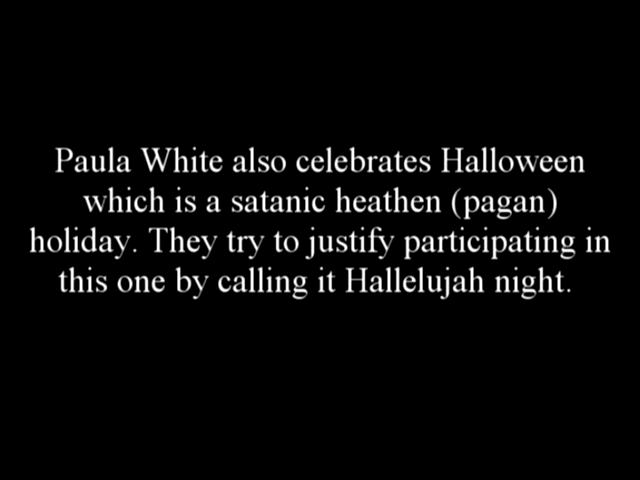 Paula White also celebrates Halloween
which is a satanic heathen (pagan)
holiday. They try to justify participating in
this one by calling it Hallelujah night.